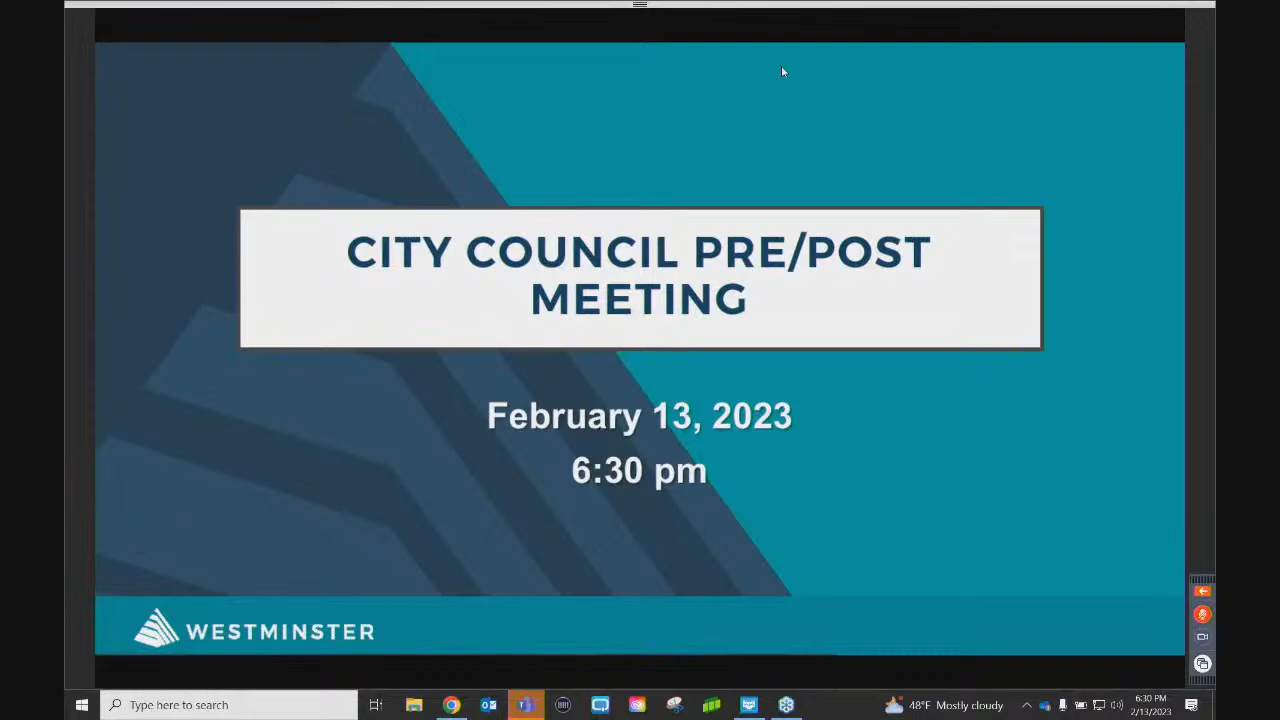 CITY COUNCIL PRE/POST
MEETING
February 13, 2023
6:30 pm
WESTMINSTER
Type here to search
48°F Mostly cloudy
6:30 PM
2/13/2023